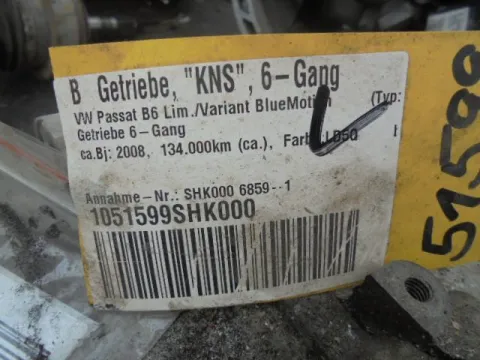 B Getriebe, "KNS", 6-Gang
VW Passat B6 Lim./Variant BlueMotion (Typ:
Getriebe 6-Gang
ca.Bj: 2008, 134.000km (ca.), Farbe LD5Q
Annahme-Nr.: SHK000 6859--1
1051599SHK000
51599